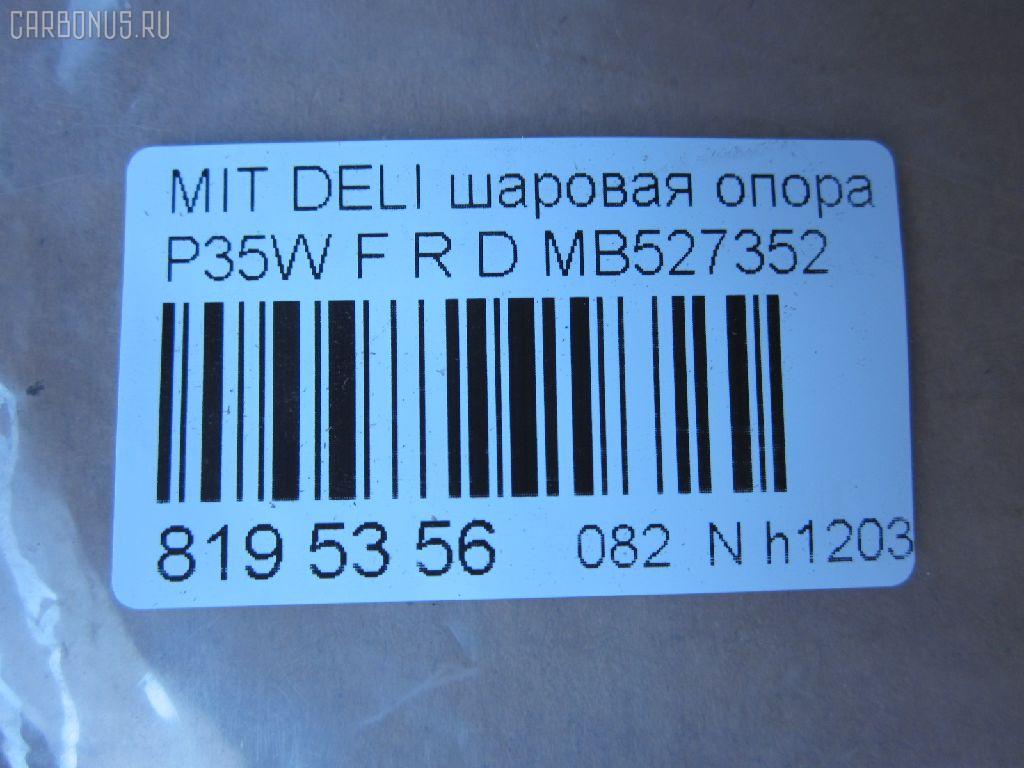 CARBONUS.RU
MIT DELI шаровая опора
P35W F R D MB527352
819 53 56 082 N h1203